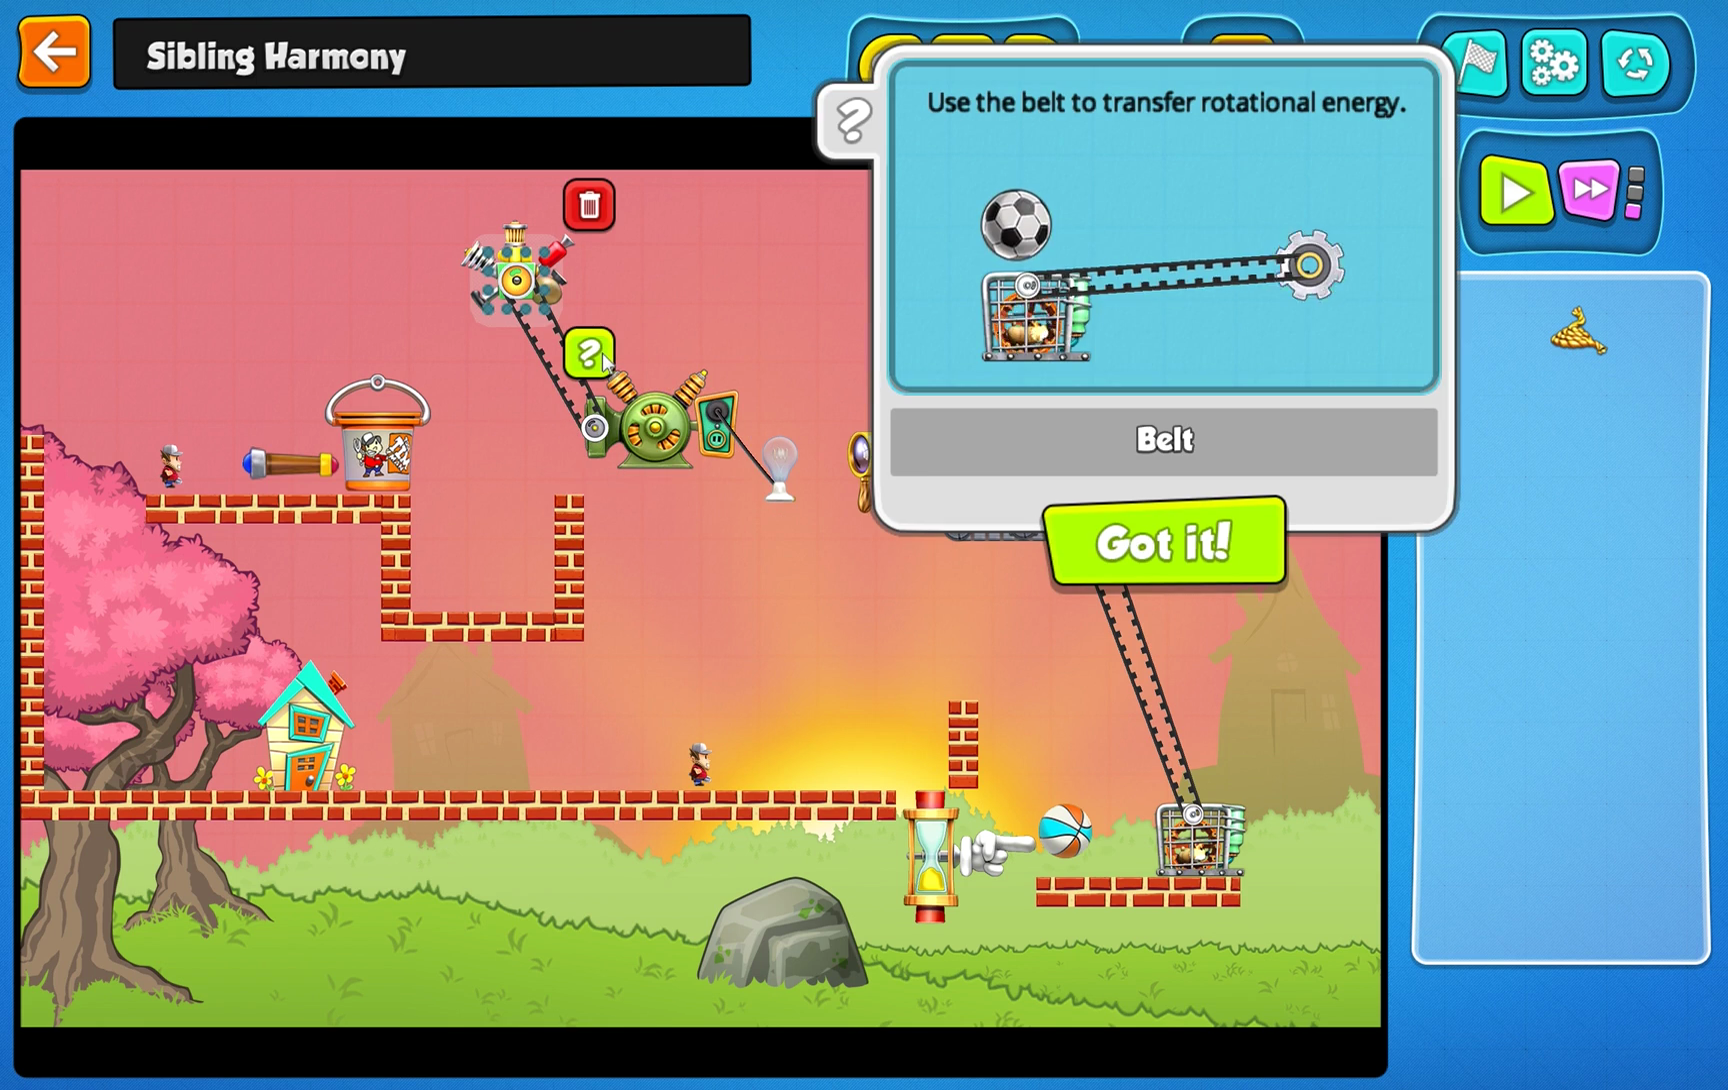 Sibling Harmony
Use the belt to transfer rotational energy.
Belt
Got it!